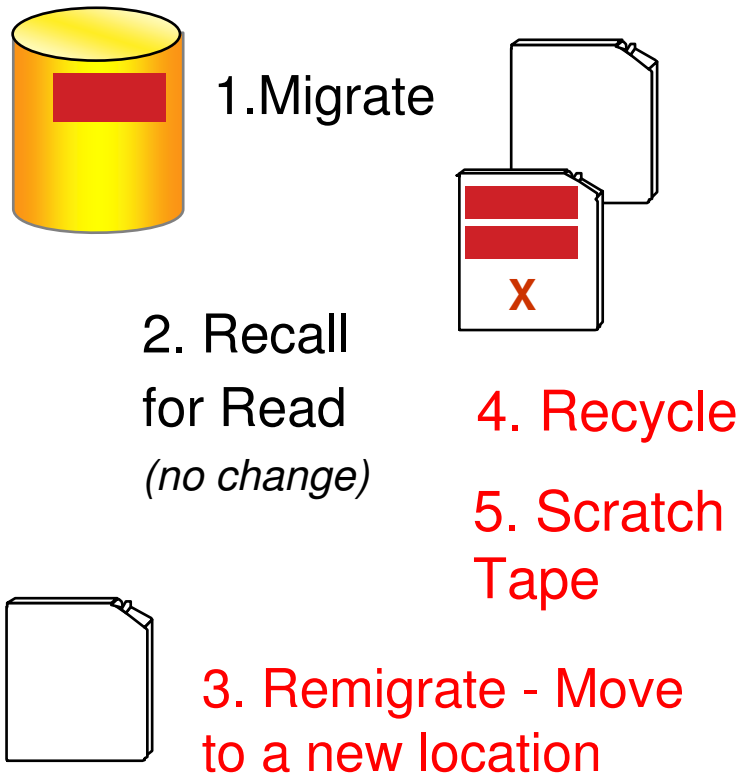 1.Migrate
X
2. Recall
for Read
(no change)
4. Recycle
5. Scratch
Tape
3. Remigrate - Move
to a new location